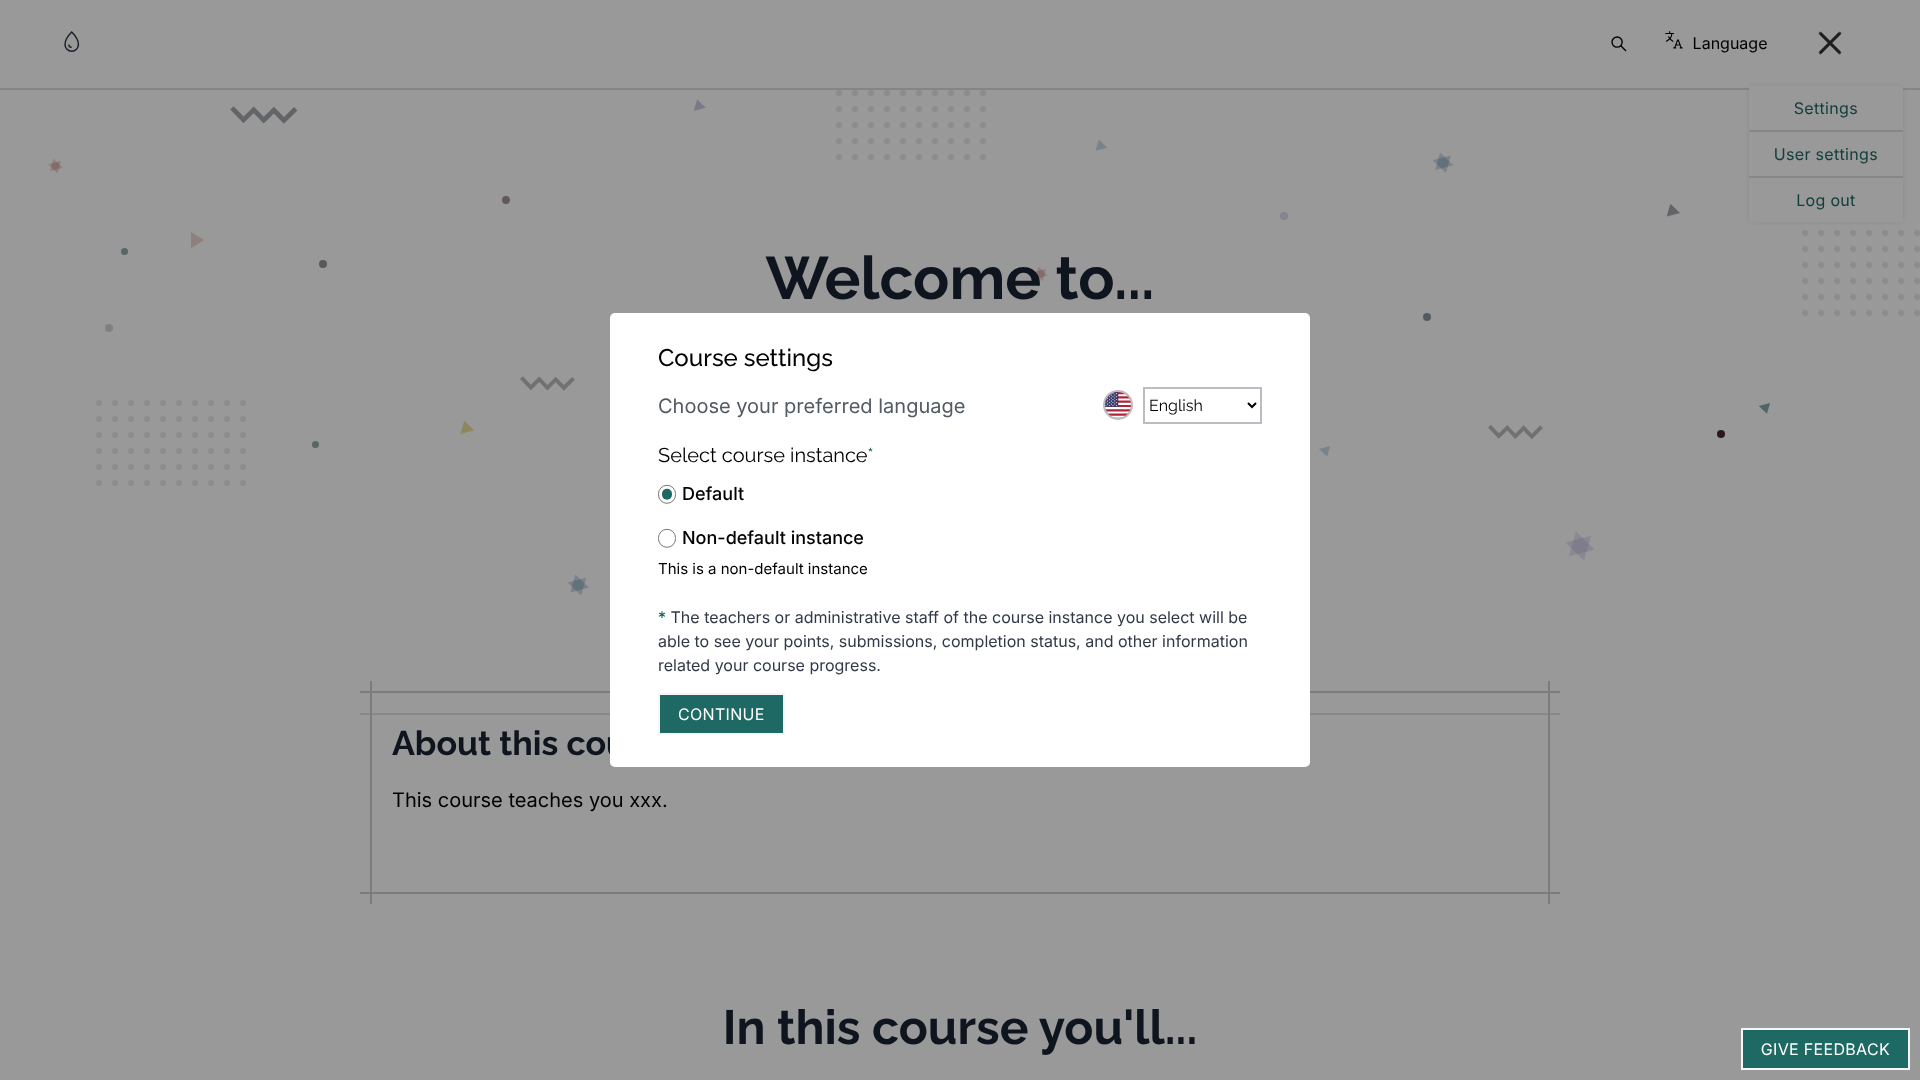 Language
Settings
User settings
Log out
Welcome to...
Course settings
Choose your preferred language
English
Select course instance*
Default
Non-default instance
This is a non-default instance
* The teachers or administrative staff of the course instance you select will be
able to see your points, submissions, completion status, and other information
related your course progress.
CONTINUE
About this cou
This course teaches you xxx.
In this course you'll...
GIVE FEEDBACK